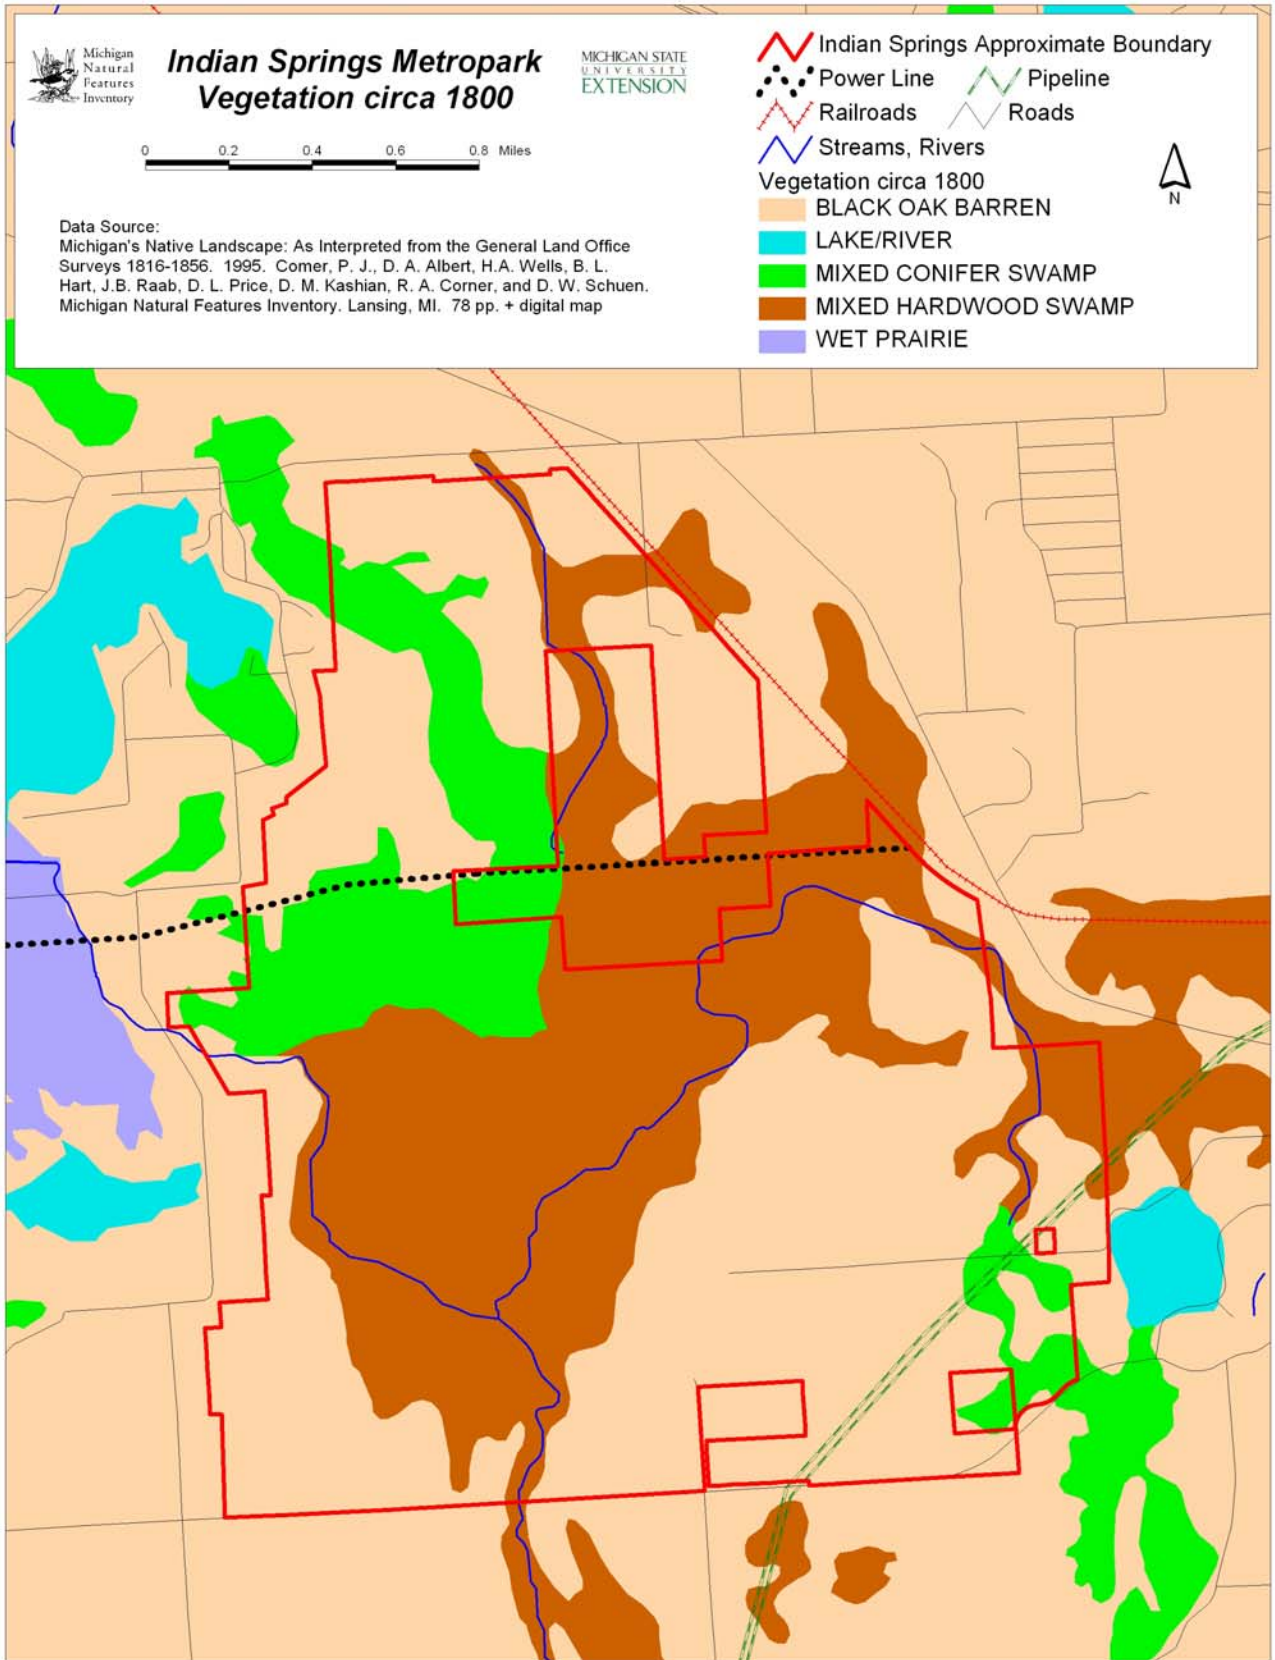 Michigan
Natural
Features
Inventory
Indian Springs Metropark
Vegetation circa 1800
MICHIGAN STATE
UNIVERSITY
EXTENSION
0 0.2 0.4 0.6 0.8 Miles
Data Source:
Michigan's Native Landscape: As Interpreted from the General Land Office
Surveys 1816-1856. 1995. Comer, P. J., D. A. Albert, H.A. Wells, B. L.
Hart, J.B. Raab, D. L. Price, D. M. Kashian, R. A. Corner, and D. W. Schuen.
Michigan Natural Features Inventory. Lansing, MI. 78 pp. + digital map
Indian Springs Approximate Boundary
Power Line Pipeline
Railroads Roads
Streams, Rivers
N
Vegetation circa 1800
BLACK OAK BARREN
LAKE/RIVER
MIXED CONIFER SWAMP
MIXED HARDWOOD SWAMP
WET PRAIRIE